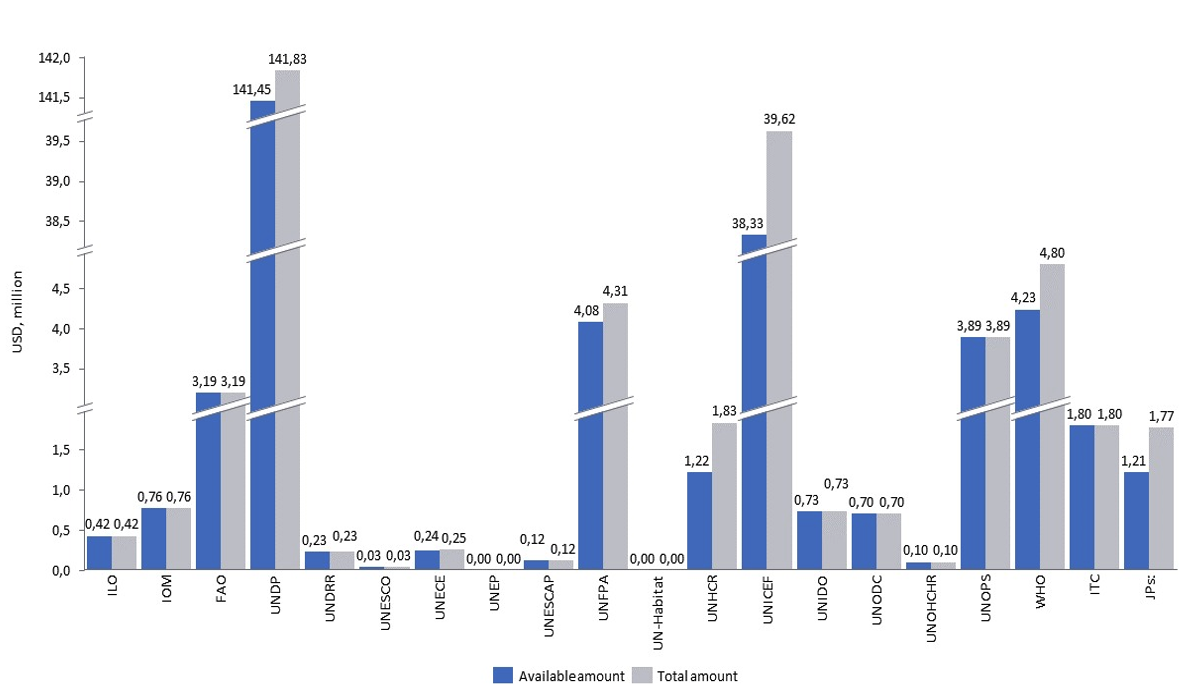 142,0
141,5
39,5
39,0
38,5
4,5
4,0
3,5
1,5
1,0
0,5
0,0
USD, million
0,42 0,42
0,76 0,76
3,19 3,19
141,45 141,83
0,23 0,23
0,03 0,03
0,24 0,25
0,00 0,00
0,12 0,12
4,08 4,31
0,00 0,00
1,22 1,83
38,33 39,62
0,73 0,73
0,70 0,70
0,10 0,10
3,89 3,89
4,23 4,80
1,80 1,80
1,21 1,77
ILO
IOM
FAO
UNDP
UNDRR
UNESCO
UNECE
UNEP
UNESCAP
UNFPA
UN-Habitat
UNHCR
UNICEF
UNIDO
UNODC
UNOHCHR
UNOPS
WHO
ITC
JPs:
Available amount Total amount